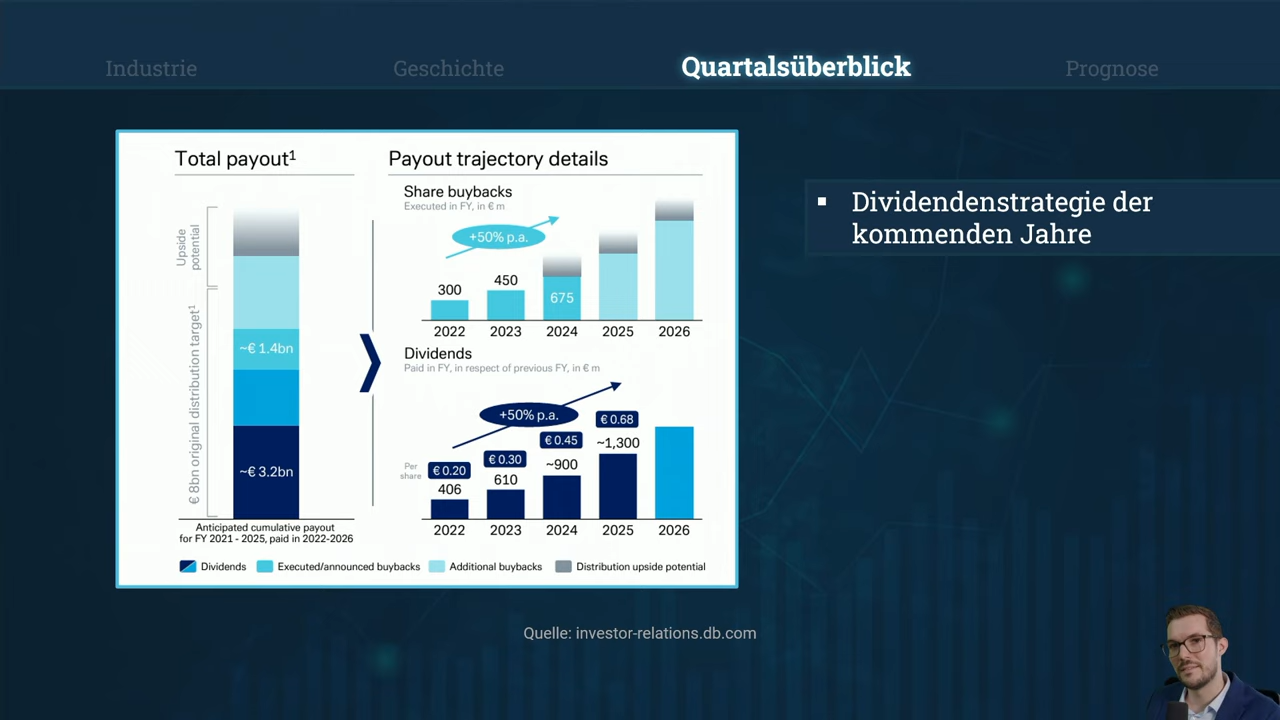 Industrie
Geschichte
Quartalsüberblick
Prognose
Total payout¹
Upside
potential
€ 8bn original distribution target¹
~€ 1.4bn
~€ 3.2bn
Anticipated cumulative payout
for FY 2021 - 2025, paid in 2022-2026
Payout trajectory details
Share buybacks
Executed in FY, in € m
+50% p.a.
300
450
675
2022
2023
2024
2025
2026
Dividends
Paid in FY, in respect of previous FY, in € m
+50% p.a.
Per
share
€ 0.20
€ 0.30
€ 0.45
€ 0.68
406
610
~900
~1,300
2022
2023
2024
2025
2026
Dividends
Executed/announced buybacks
Additional buybacks
Distribution upside potential
▪ Dividendenstrategie der
kommenden Jahre
Quelle: investor-relations.db.com